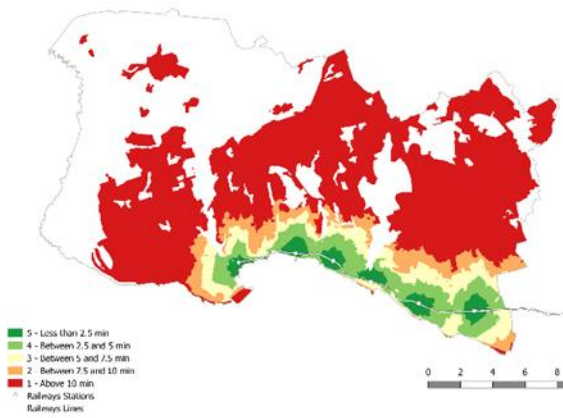 5 - Less than 2.5 min
4 - Between 2.5 and 5 min
3 - Between 5 and 7.5 min
2 - Between 7.5 and 10 min
1 - Above 10 min
Railways Stations
Railways Lines
0 2 4 6 8